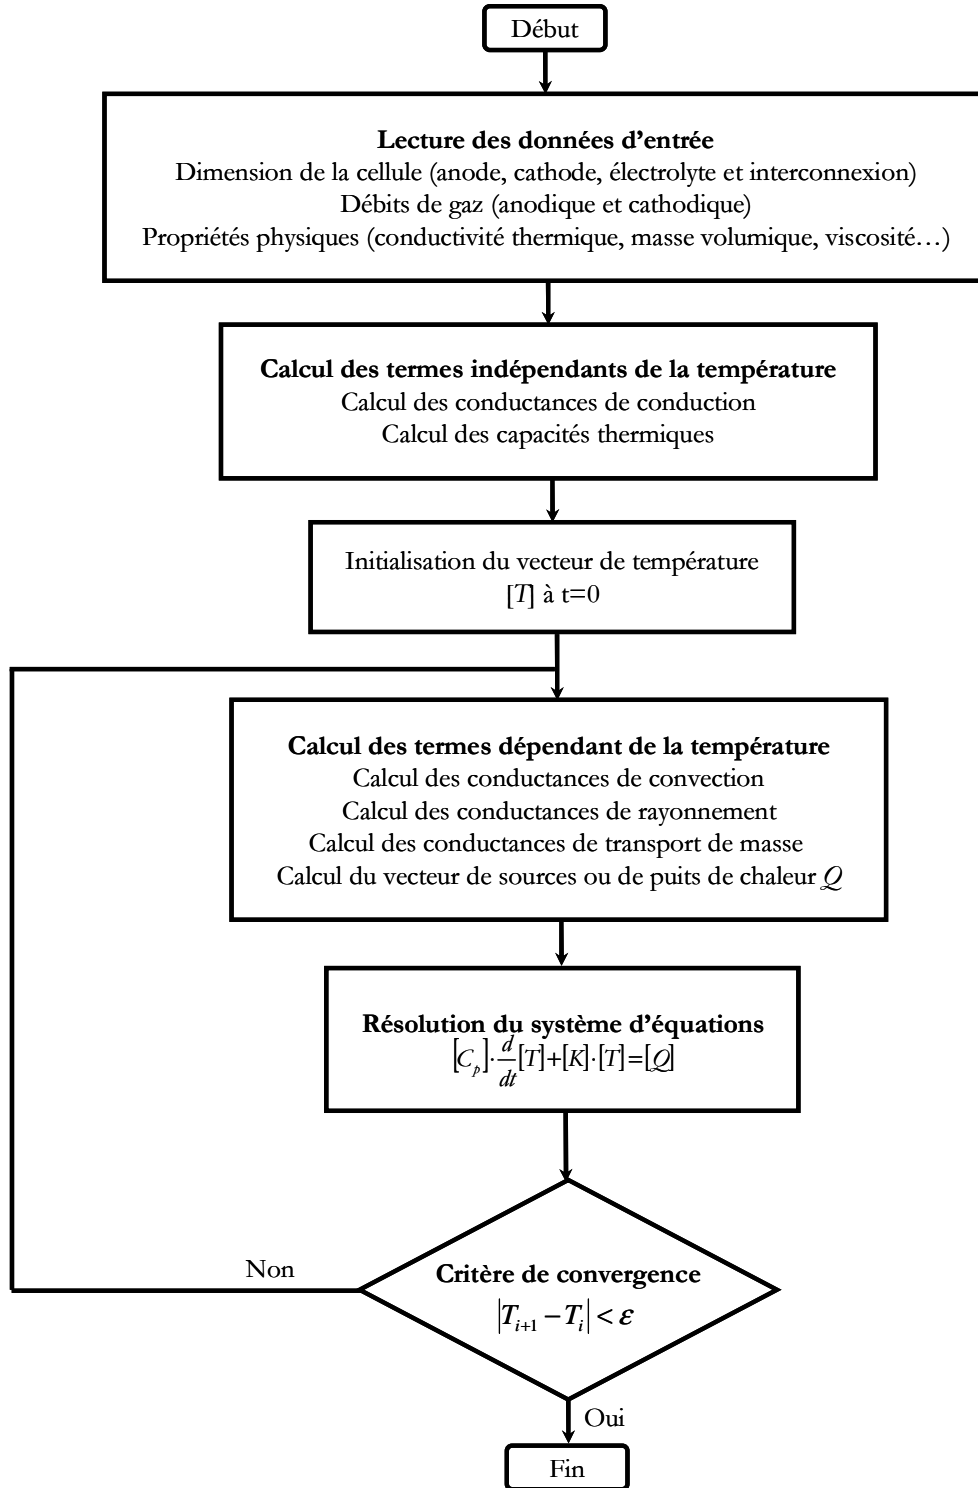 Début
Lecture des données d’entrée
Dimension de la cellule (anode, cathode, électrolyte et interconnexion)
Débits de gaz (anodique et cathodique)
Propriétés physiques (conductivité thermique, masse volumique, viscosité…)
Calcul des termes indépendants de la température
Calcul des conductances de conduction
Calcul des capacités thermiques
Initialisation du vecteur de température
[T] à t=0
Calcul des termes dépendant de la température
Calcul des conductances de convection
Calcul des conductances de rayonnement
Calcul des conductances de transport de masse
Calcul du vecteur de sources ou de puits de chaleur Q
Résolution du système d’équations
[C_p]·d/dt[T]+[K]·[T]=[Q]
Non
Critère de convergence
|T_{i+1} − T_i| < ε
Oui
Fin